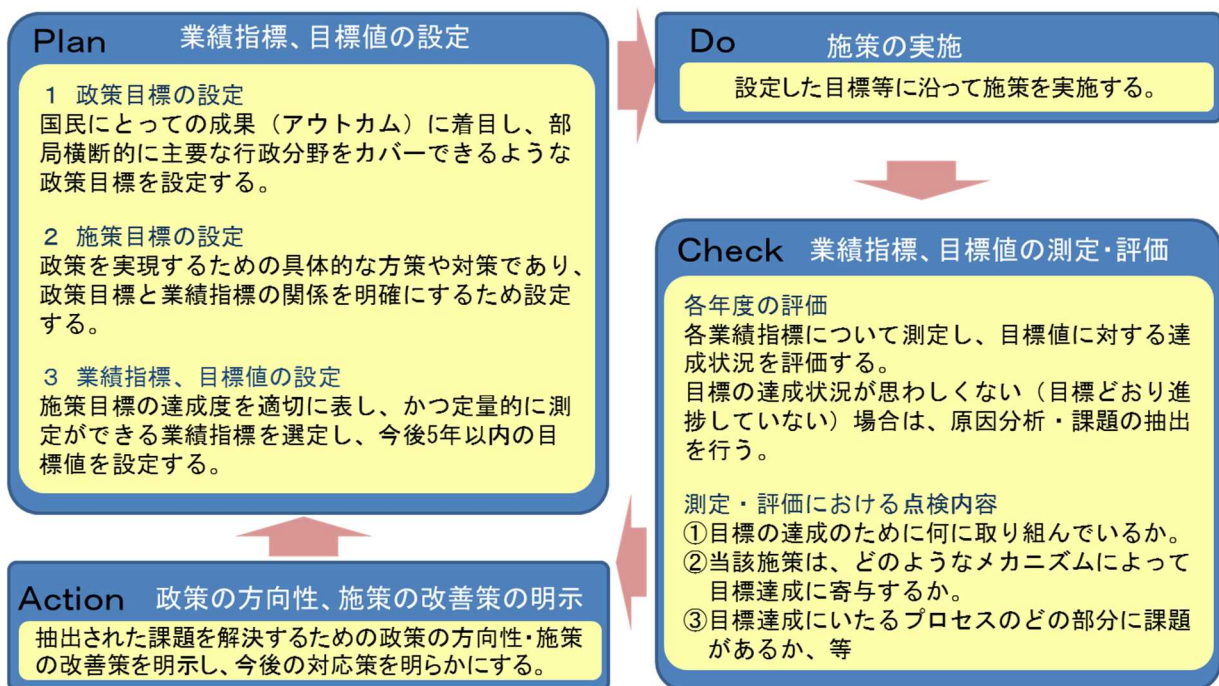 Plan 業績指標、目標値の設定
1 政策目標の設定
国民にとっての成果（アウトカム）に着目し、部
局横断的に主要な行政分野をカバーできるような
政策目標を設定する。
2 施策目標の設定
政策を実現するための具体的な方策や対策であり、
政策目標と業績指標の関係を明確にするため設定
する。
3 業績指標、目標値の設定
施策目標の達成度を適切に表し、かつ定量的に測
定ができる業績指標を選定し、今後5年以内の目
標値を設定する。
Do 施策の実施
設定した目標等に沿って施策を実施する。
Check 業績指標、目標値の測定・評価
各年度の評価
各業績指標について測定し、目標値に対する達
成状況を評価する。
目標の達成状況が思わしくない（目標どおり進
捗していない）場合は、原因分析・課題の抽出
を行う。
測定・評価における点検内容
①目標の達成のために何に取り組んでいるか。
②当該施策は、どのようなメカニズムによって
目標達成に寄与するか。
③目標達成にいたるプロセスのどの部分に課題
があるか、等
Action 政策の方向性、施策の改善策の明示
抽出された課題を解決するための政策の方向性・施策
の改善策を明示し、今後の対応策を明らかにする。